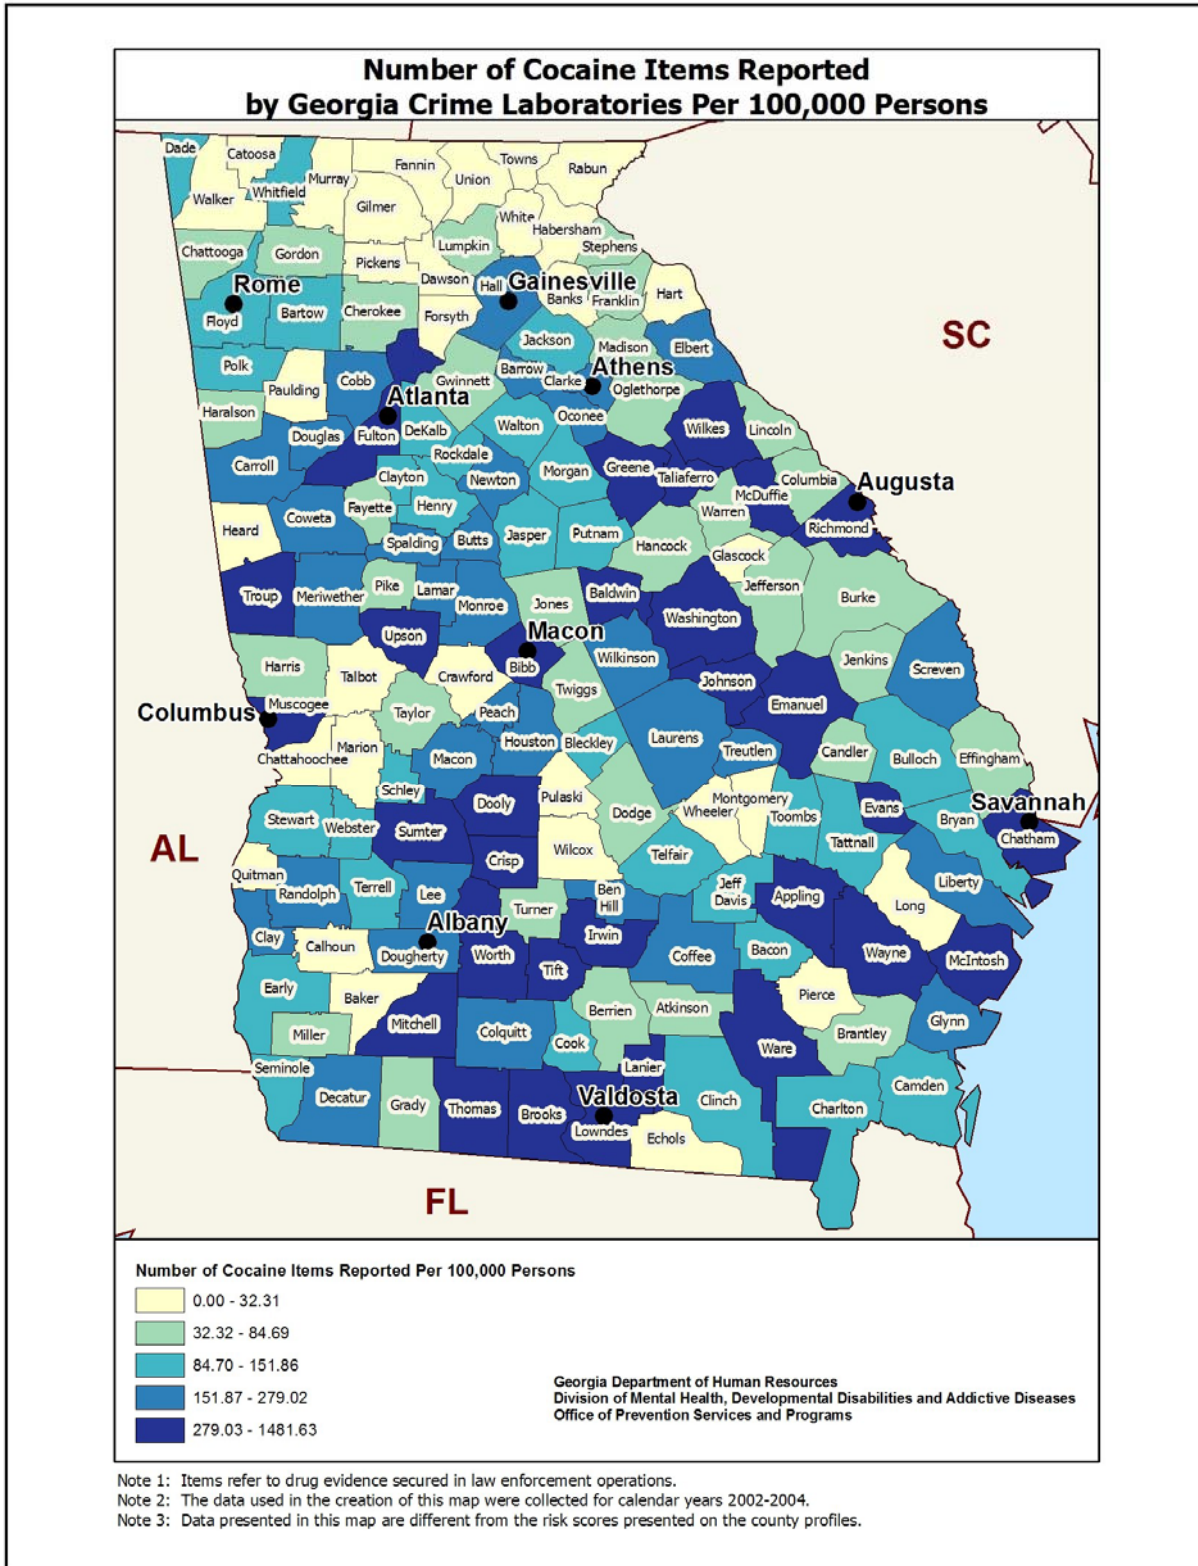 Number of Cocaine Items Reported
by Georgia Crime Laboratories Per 100,000 Persons
Dade
Catoosa
Fannin
Towns
Rabun
Walker
Whitfield
Murray
Union
Gilmer
White
Habersham
Chattooga
Gordon
Pickens
Lumpkin
Stephens
Dawson
Rome
Hall
Gainesville
Banks
Franklin
Hart
Floyd
Bartow
Cherokee
Forsyth
SC
Jackson
Madison
Elbert
Polk
Paulding
Cobb
Gwinnett
Barrow
Clarke
Athens
Oglethorpe
Haralson
Atlanta
Douglas
Fulton
DeKalb
Walton
Oconee
Wilkes
Lincoln
Carroll
Rockdale
Clayton
Newton
Morgan
Greene
Taliaferro
McDuffie
Columbia
Augusta
Heard
Coweta
Fayette
Henry
Warren
Richmond
Spalding
Butts
Jasper
Putnam
Hancock
Glascock
Jefferson
Troup
Meriwether
Pike
Lamar
Monroe
Jones
Baldwin
Burke
Upson
Macon
Bibb
Wilkinson
Washington
Harris
Talbot
Crawford
Twiggs
Johnson
Jenkins
Screven
Columbus
Muscogee
Taylor
Peach
Emanuel
Chattahoochee
Marion
Macon
Houston
Bleckley
Laurens
Treutlen
Candler
Bulloch
Effingham
Schley
Dooly
Pulaski
Dodge
Wheeler
Montgomery
Toombs
Evans
Savannah
Stewart
Webster
Sumter
Tattnall
Bryan
Chatham
AL
Crisp
Wilcox
Telfair
Quitman
Randolph
Terrell
Lee
Turner
Ben
Hill
Jeff
Davis
Appling
Long
Liberty
Clay
Calhoun
Albany
Dougherty
Worth
Tift
Irwin
Coffee
Bacon
Wayne
McIntosh
Early
Baker
Mitchell
Pierce
Miller
Colquitt
Cook
Berrien
Atkinson
Brantley
Glynn
Seminole
Lanier
Ware
Decatur
Grady
Thomas
Brooks
Valdosta
Lowndes
Echols
Clinch
Charlton
Camden
FL
Number of Cocaine Items Reported Per 100,000 Persons
0.00 - 32.31
32.32 - 84.69
84.70 - 151.86
151.87 - 279.02
279.03 - 1481.63
Georgia Department of Human Resources
Division of Mental Health, Developmental Disabilities and Addictive Diseases
Office of Prevention Services and Programs
Note 1: Items refer to drug evidence secured in law enforcement operations.
Note 2: The data used in the creation of this map were collected for calendar years 2002-2004.
Note 3: Data presented in this map are different from the risk scores presented on the county profiles.